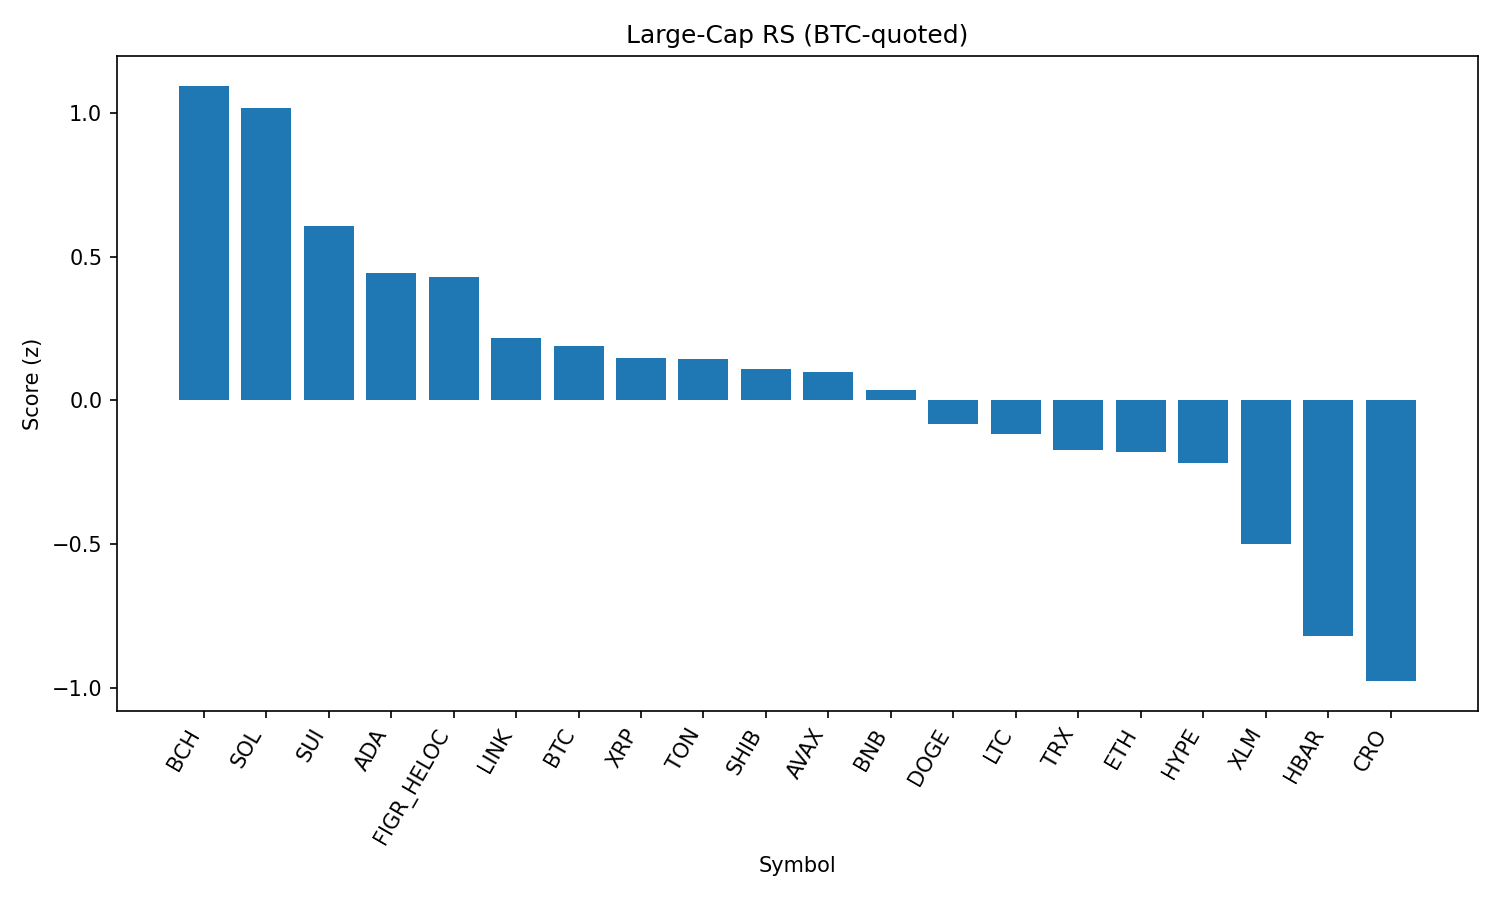 Large-Cap RS (BTC-quoted)
Score (z)
1.0
0.5
0.0
−0.5
−1.0
BCH
SOL
SUI
ADA
FIGR_HELOC
LINK
BTC
XRP
TON
SHIB
AVAX
BNB
DOGE
LTC
TRX
ETH
HYPE
XLM
HBAR
CRO
Symbol